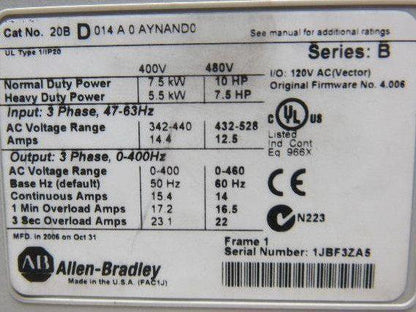 Cat No. 20B D 014 A 0 AYNAND0
See manual for additional ratings
UL Type 1/IP20
Series: B
400V 480V
I/O: 120V AC(Vector)
Normal Duty Power 7.5 kW 10 HP
Original Firmware No. 4.006
Heavy Duty Power 5.5 kW 7.5 HP
Input: 3 Phase, 47-63Hz
AC Voltage Range 342-440 432-528
Amps 14.4 12.5
C UL US
Listed
Ind Cont
Eq 966X
Output: 3 Phase, 0-400Hz
AC Voltage Range 0-400 0-460
Base Hz (default) 50 Hz 60 Hz
Continuous Amps 15.4 14
1 Min Overload Amps 17.2 16.5
3 Sec Overload Amps 23.1 22
CE
N223
MFD. in 2006 on Oct 31
Frame 1
Serial Number: 1JBF3ZA5
AB Allen-Bradley
Made in the U.S.A. (FAC1J)